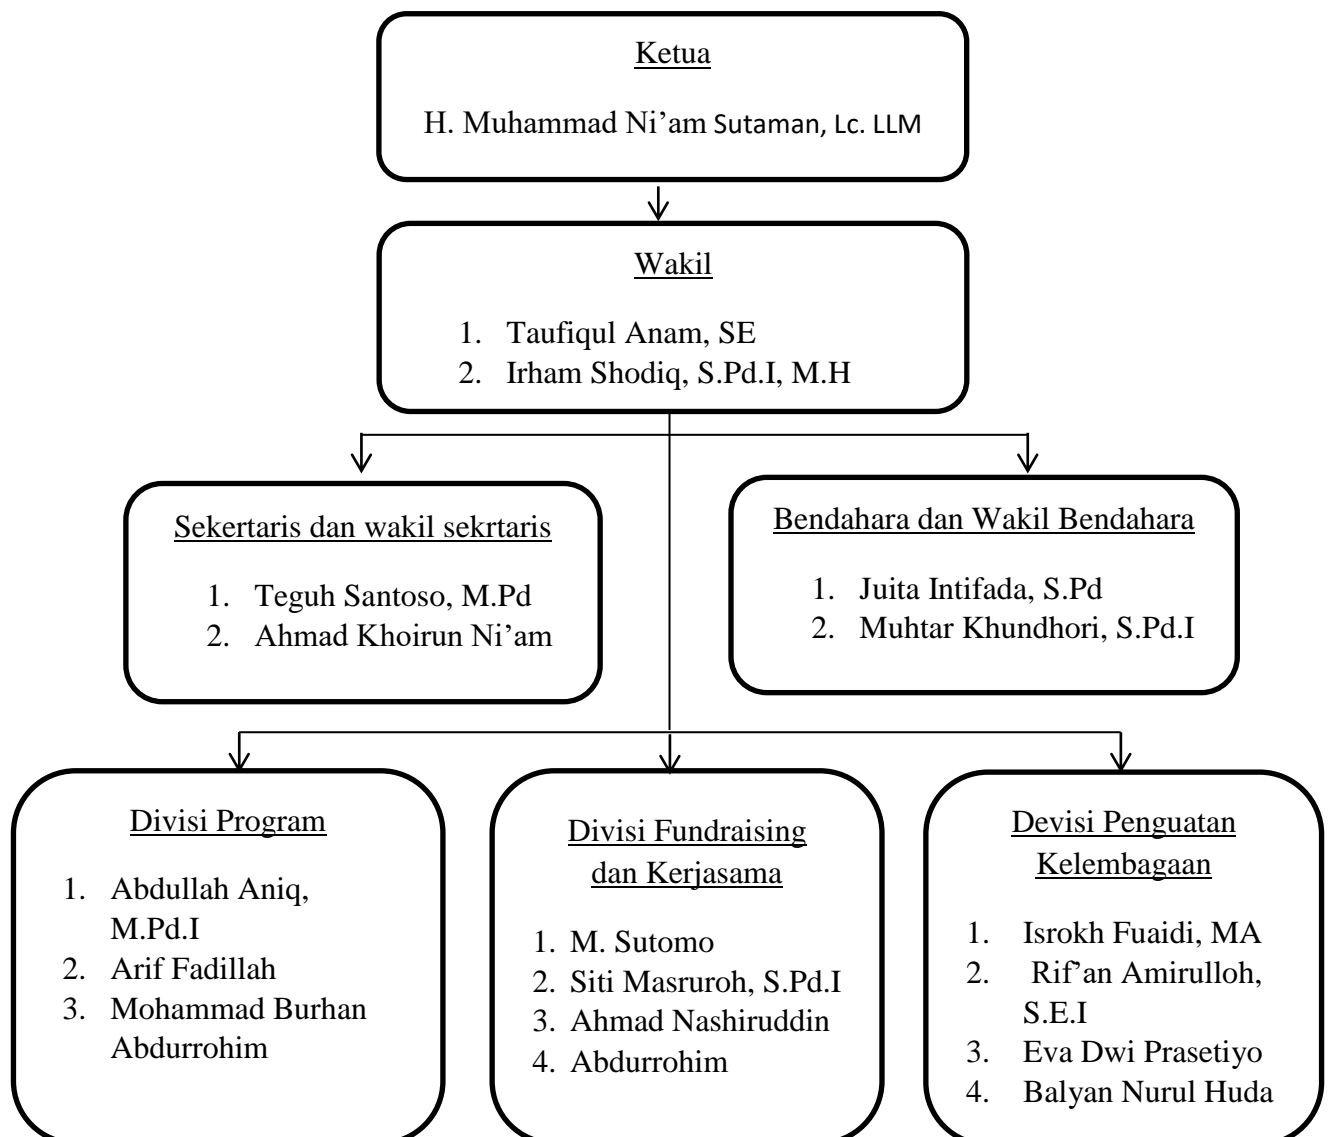 Ketua
H. Muhammad Ni’am Sutaman, Lc. LLM
Wakil
1. Taufiqul Anam, SE
2. Irham Shodiq, S.Pd.I, M.H
Sekertaris dan wakil sekrtaris
1. Teguh Santoso, M.Pd
2. Ahmad Khoirun Ni’am
Bendahara dan Wakil Bendahara
1. Juita Intifada, S.Pd
2. Muhtar Khundhori, S.Pd.I
Divisi Program
1. Abdullah Aniq,
M.Pd.I
2. Arif Fadillah
3. Mohammad Burhan
Abdurrohim
Divisi Fundraising
dan Kerjasama
1. M. Sutomo
2. Siti Masruroh, S.Pd.I
3. Ahmad Nashiruddin
4. Abdurrohim
Devisi Penguatan
Kelembagaan
1. Isrokh Fuaidi, MA
2. Rif’an Amirulloh,
S.E.I
3. Eva Dwi Prasetiyo
4. Balyan Nurul Huda